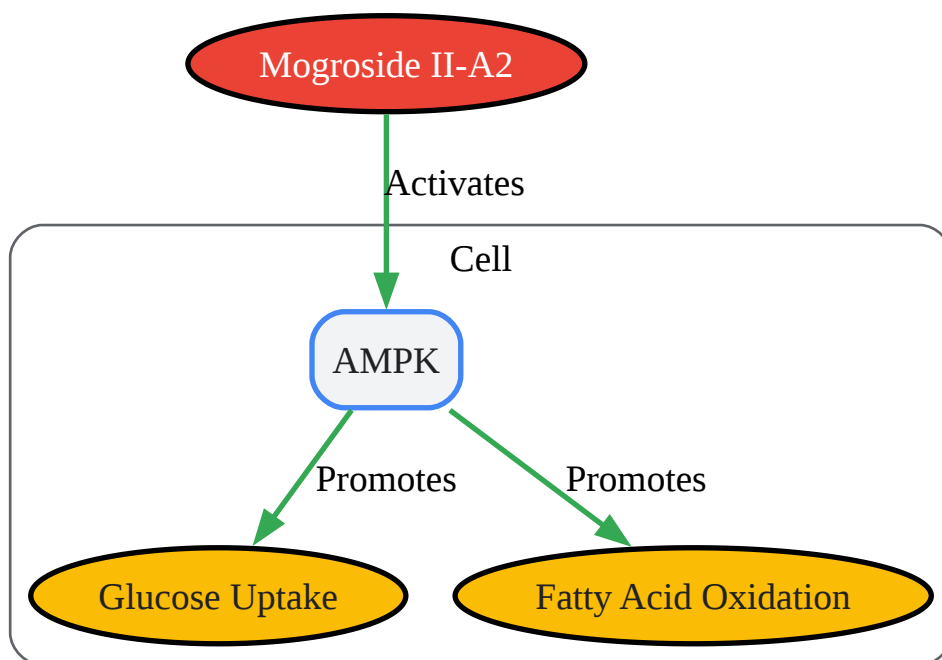 Mogroside II-A2
Activates
Cell
AMPK
Promotes
Promotes
Glucose Uptake
Fatty Acid Oxidation